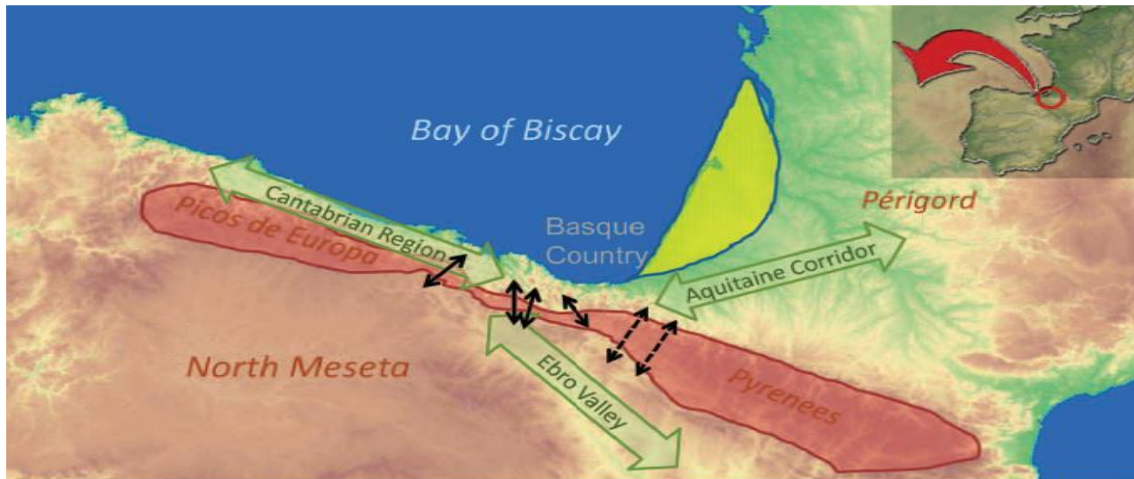 Bay of Biscay
Périgord
Cantabrian Region
Picos de Europa
Basque
Country
Aquitaine Corridor
North Meseta
Ebro Valley
Pyrenees